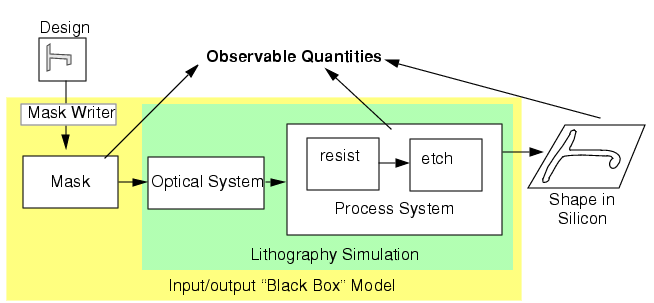 Design
Observable Quantities
Mask Writer
Mask
Optical System
resist
etch
Process System
Shape in
Silicon
Lithography Simulation
Input/output “Black Box” Model